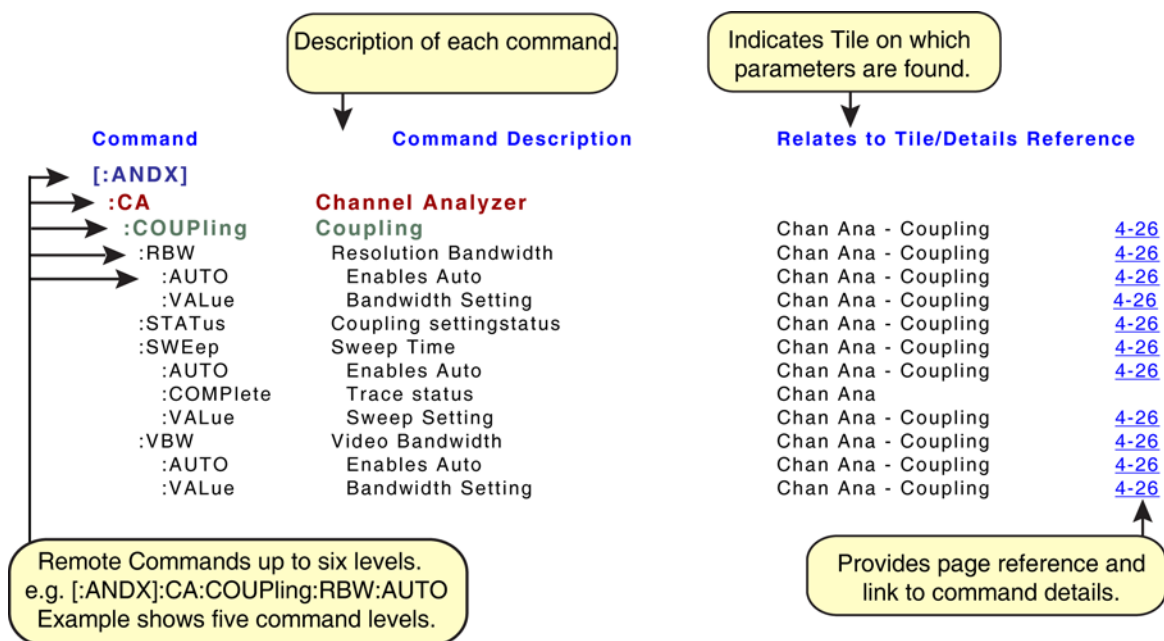 Description of each command.
Indicates Tile on which
parameters are found.
Command Command Description Relates to Tile/Details Reference
[:ANDX]
:CA Channel Analyzer
:COUPling Coupling Chan Ana - Coupling 4-26
:RBW Resolution Bandwidth Chan Ana - Coupling 4-26
:AUTO Enables Auto Chan Ana - Coupling 4-26
:VALue Bandwidth Setting Chan Ana - Coupling 4-26
:STATus Coupling settingstatus Chan Ana - Coupling 4-26
:SWEep Sweep Time Chan Ana - Coupling 4-26
:AUTO Enables Auto Chan Ana - Coupling 4-26
:COMPlete Trace status Chan Ana
:VALue Sweep Setting Chan Ana - Coupling 4-26
:VBW Video Bandwidth Chan Ana - Coupling 4-26
:AUTO Enables Auto Chan Ana - Coupling 4-26
:VALue Bandwidth Setting Chan Ana - Coupling 4-26
Remote Commands up to six levels.
e.g. [:ANDX]:CA:COUPling:RBW:AUTO
Example shows five command levels.
Provides page reference and
link to command details.